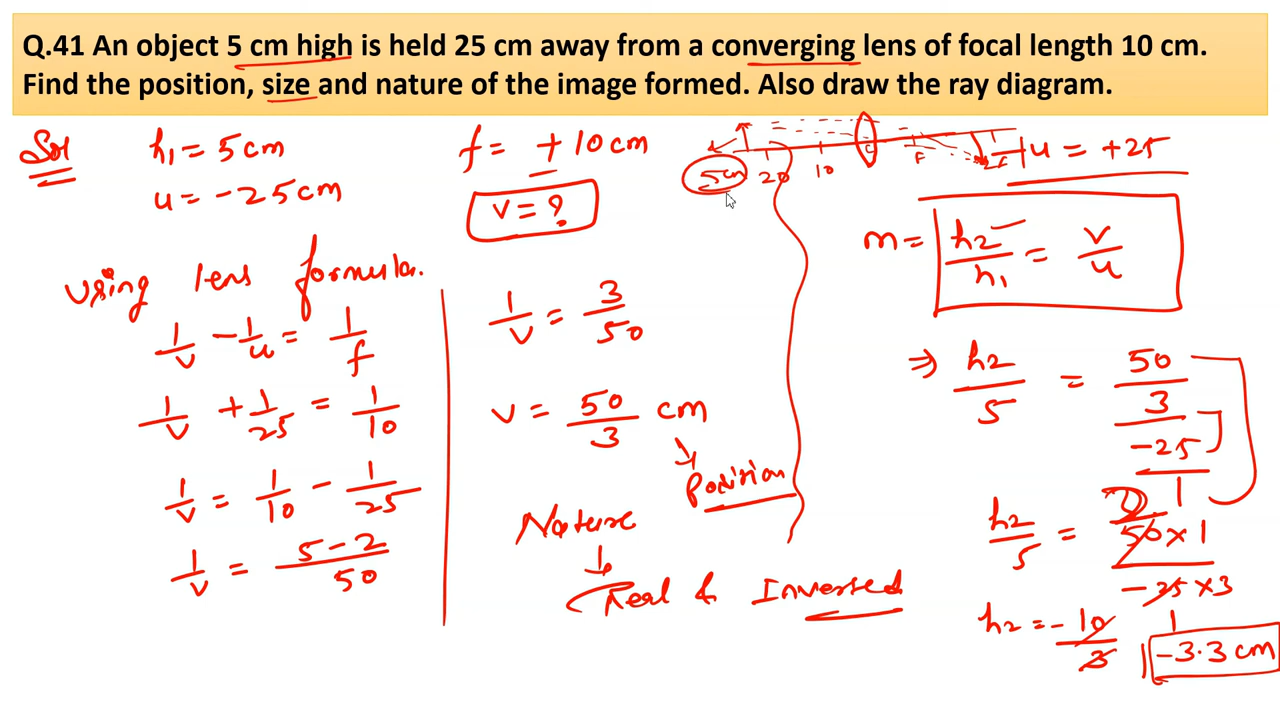 Q.41 An object 5 cm high is held 25 cm away from a converging lens of focal length 10 cm.
Find the position, size and nature of the image formed. Also draw the ray diagram.
Sol
h₁ = 5 cm
u = -25 cm
f = +10 cm
v = ?
using lens formula.
1/v - 1/u = 1/f
1/v + 1/25 = 1/10
1/v = 1/10 - 1/25
1/v = 5-2/50
1/v = 3/50
v = 50/3 cm
Position
Nature
Real & Inverted
5cm 20 10 C F 2F
u = +25
m = h₂/h₁ = v/u
⇒ h₂/5 = 50/3/-25/1
h₂/5 = 2 50×1/-25×3 1
h₂ = -10/3
-3.3 cm